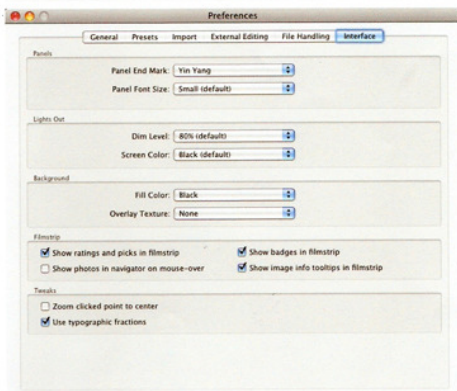 Preferences
General Presets Import External Editing File Handling Interface
Panels
Panel End Mark: Yin Yang
Panel Font Size: Small (default)
Lights Out
Dim Level: 80% (default)
Screen Color: Black (default)
Background
Fill Color: Black
Overlay Texture: None
Filmstrip
Show ratings and picks in filmstrip Show badges in filmstrip
Show photos in navigator on mouse-over Show image info tooltips in filmstrip
Tweaks
Zoom clicked point to center
Use typographic fractions